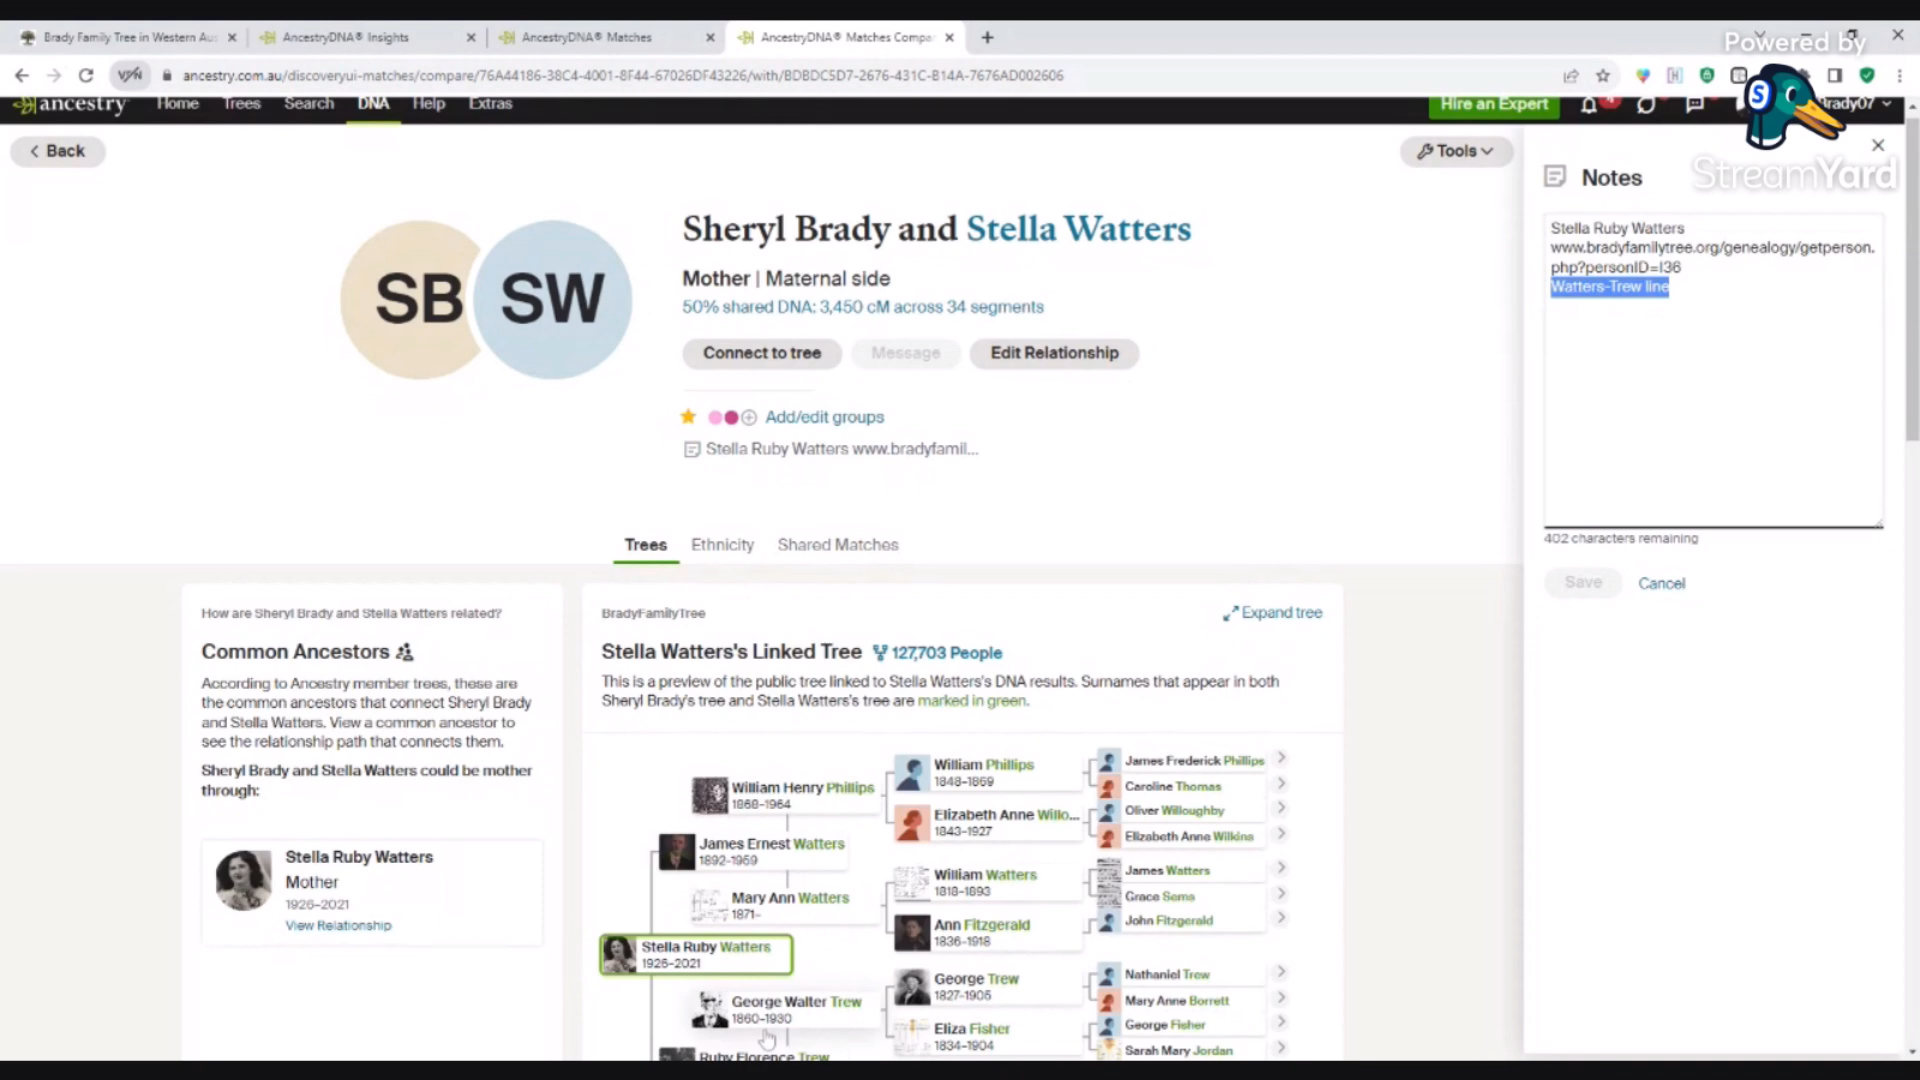 Brady Family Tree in Western Aus
AncestryDNA® Insights
AncestryDNA® Matches
AncestryDNA® Matches Compa
Powered by
StreamYard
VPN
ancestry.com.au/discoveryui-matches/compare/76A44186-38C4-4001-8F44-67026DF43226/with/BDBDC5D7-2676-431C-B14A-7676AD002606
ancestry
Home
Trees
Search
DNA
Help
Extras
Hire an Expert
Brady07
Back
Tools
SB
SW
Sheryl Brady and Stella Watters
Mother | Maternal side
50% shared DNA: 3,450 cM across 34 segments
Connect to tree
Message
Edit Relationship
Add/edit groups
Stella Ruby Watters www.bradyfamil...
Notes
Stella Ruby Watters
www.bradyfamilytree.org/genealogy/getperson.
php?personID=I36
Watters-Trew line
402 characters remaining
Save
Cancel
Trees
Ethnicity
Shared Matches
How are Sheryl Brady and Stella Watters related?
Common Ancestors
According to Ancestry member trees, these are
the common ancestors that connect Sheryl Brady
and Stella Watters. View a common ancestor to
see the relationship path that connects them.
Sheryl Brady and Stella Watters could be mother
through:
Stella Ruby Watters
Mother
1926–2021
View Relationship
BradyFamilyTree
Expand tree
Stella Watters's Linked Tree
127,703 People
This is a preview of the public tree linked to Stella Watters's DNA results. Surnames that appear in both
Sheryl Brady's tree and Stella Watters's tree are marked in green.
William Henry Phillips
1868–1964
James Ernest Watters
1892–1959
Mary Ann Watters
1871–
Stella Ruby Watters
1926–2021
George Walter Trew
1860–1930
Ruby Florence Trew
William Phillips
1848–1869
Elizabeth Anne Willo...
1843–1927
William Watters
1818–1893
Ann Fitzgerald
1836–1918
George Trew
1827–1905
Eliza Fisher
1834–1904
James Frederick Phillips
Caroline Thomas
Oliver Willoughby
Elizabeth Anne Wilkins
James Watters
Grace Sems
John Fitzgerald
Nathaniel Trew
Mary Anne Borrett
George Fisher
Sarah Mary Jordan